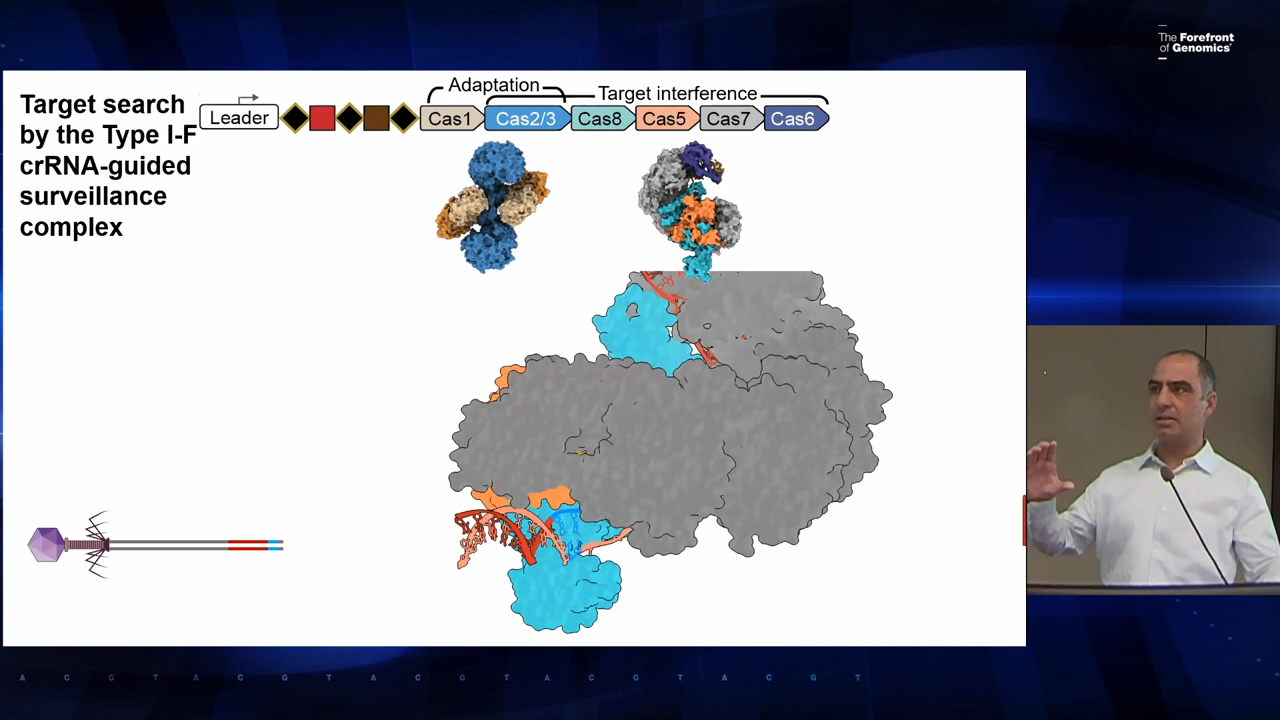 The Forefront
of Genomics®
Target search
by the Type I-F
crRNA-guided
surveillance
complex
Leader
Adaptation
Target interference
Cas1
Cas2/3
Cas8
Cas5
Cas7
Cas6
A C G T A C G T A C G T A C G T A C G T